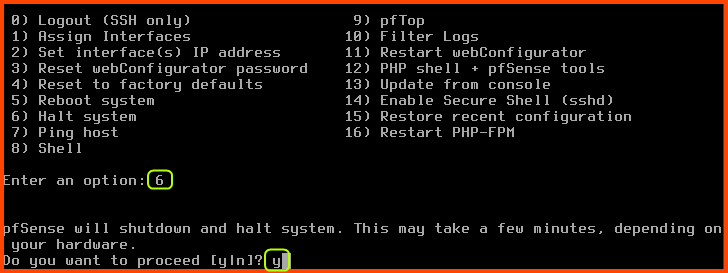 0) Logout (SSH only)                  9) pfTop
1) Assign Interfaces                 10) Filter Logs
2) Set interface(s) IP address       11) Restart webConfigurator
3) Reset webConfigurator password    12) PHP shell + pfSense tools
4) Reset to factory defaults         13) Update from console
5) Reboot system                     14) Enable Secure Shell (sshd)
6) Halt system                       15) Restore recent configuration
7) Ping host                         16) Restart PHP-FPM
8) Shell
Enter an option: 6
pfSense will shutdown and halt system. This may take a few minutes, depending on
your hardware.
Do you want to proceed [y|n]? y